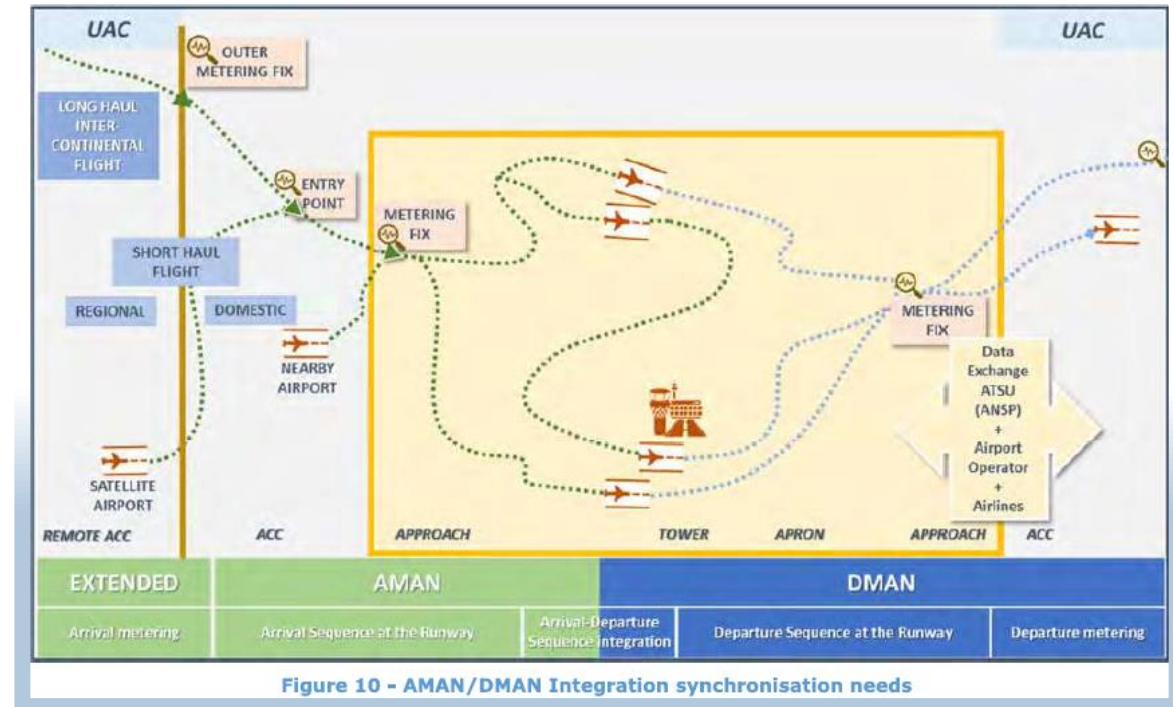 UAC
UAC
OUTER
METERING FIX
LONG HAUL
INTER-
CONTINENTAL
FLIGHT
ENTRY
POINT
METERING
FIX
SHORT HAUL
FLIGHT
REGIONAL
DOMESTIC
NEARBY
AIRPORT
METERING
FIX
Data
Exchange
ATSU
(ANSP)
+
Airport
Operator
+
Airlines
SATELLITE
AIRPORT
REMOTE ACC
ACC
APPROACH
TOWER
APRON
APPROACH
ACC
EXTENDED
AMAN
DMAN
Arrival metering
Arrival Sequence at the Runway
Arrival-Departure
Sequence integration
Departure Sequence at the Runway
Departure metering
Figure 10 - AMAN/DMAN Integration synchronisation needs